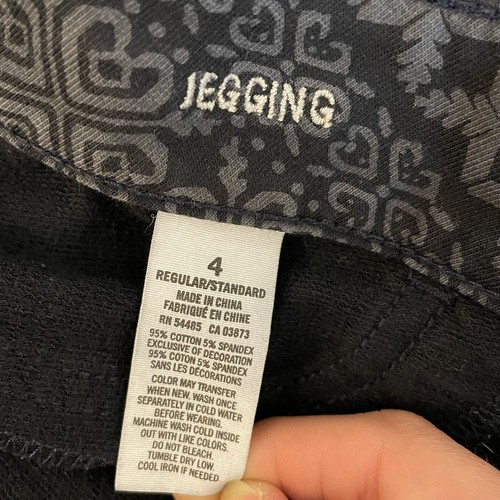 JEGGING
4
REGULAR/STANDARD
MADE IN CHINA
FABRIQUÉ EN CHINE
RN 54485 CA 03873
95% COTTON 5% SPANDEX
EXCLUSIVE OF DECORATION
95% COTON 5% SPANDEX
SANS LES DÉCORATIONS
COLOR MAY TRANSFER
WHEN NEW. WASH ONCE
SEPARATELY IN COLD WATER
BEFORE WEARING.
MACHINE WASH COLD INSIDE
OUT WITH LIKE COLORS.
DO NOT BLEACH.
TUMBLE DRY LOW.
COOL IRON IF NEEDED.